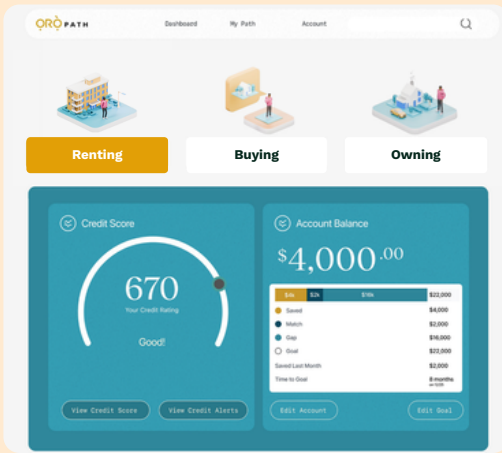 ORO PATH
Dashboard My Path Account
Renting Buying Owning
Credit Score
670
Your Credit Rating
Good!
View Credit Score View Credit Alerts
Account Balance
$4,000.00
$4k $2k $16k $22,000
Saved $4,000
Match $2,000
Gap $16,000
Goal $22,000
Saved Last Month $2,000
Time to Goal 8 months
Edit Account Edit Goal